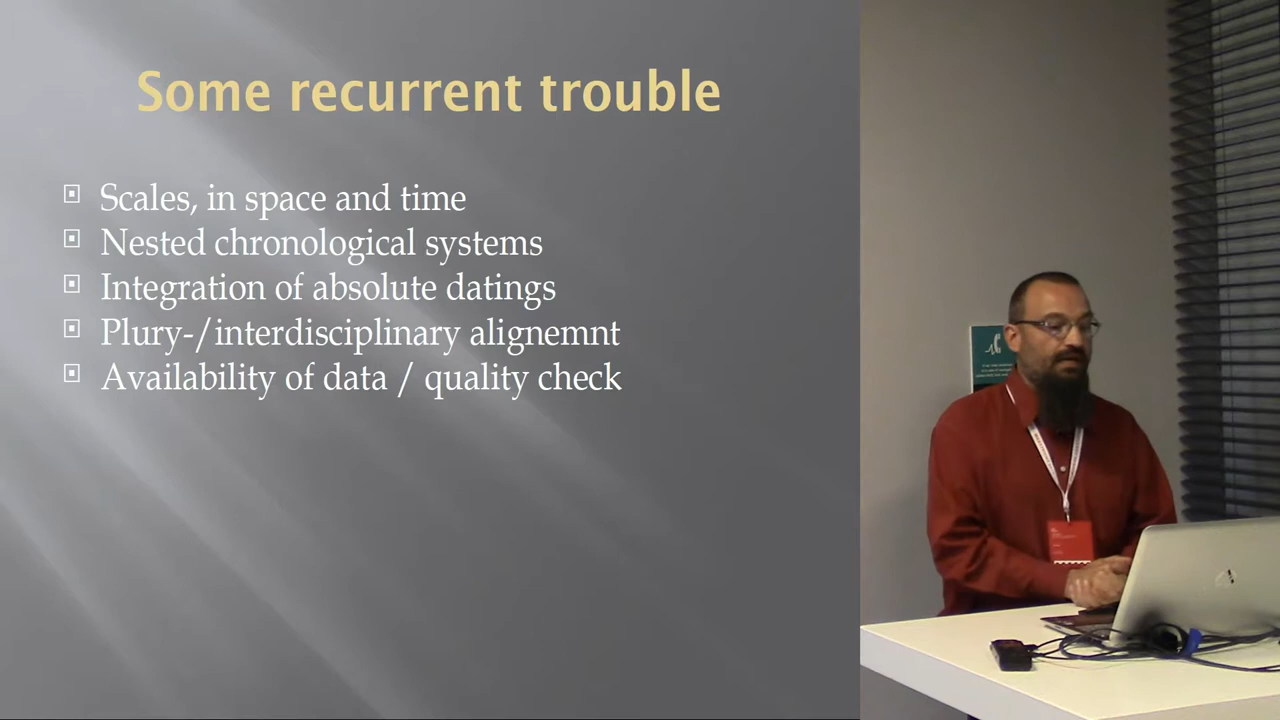 Some recurrent trouble
Scales, in space and time
Nested chronological systems
Integration of absolute datings
Plury-/interdisciplinary alignemnt
Availability of data / quality check